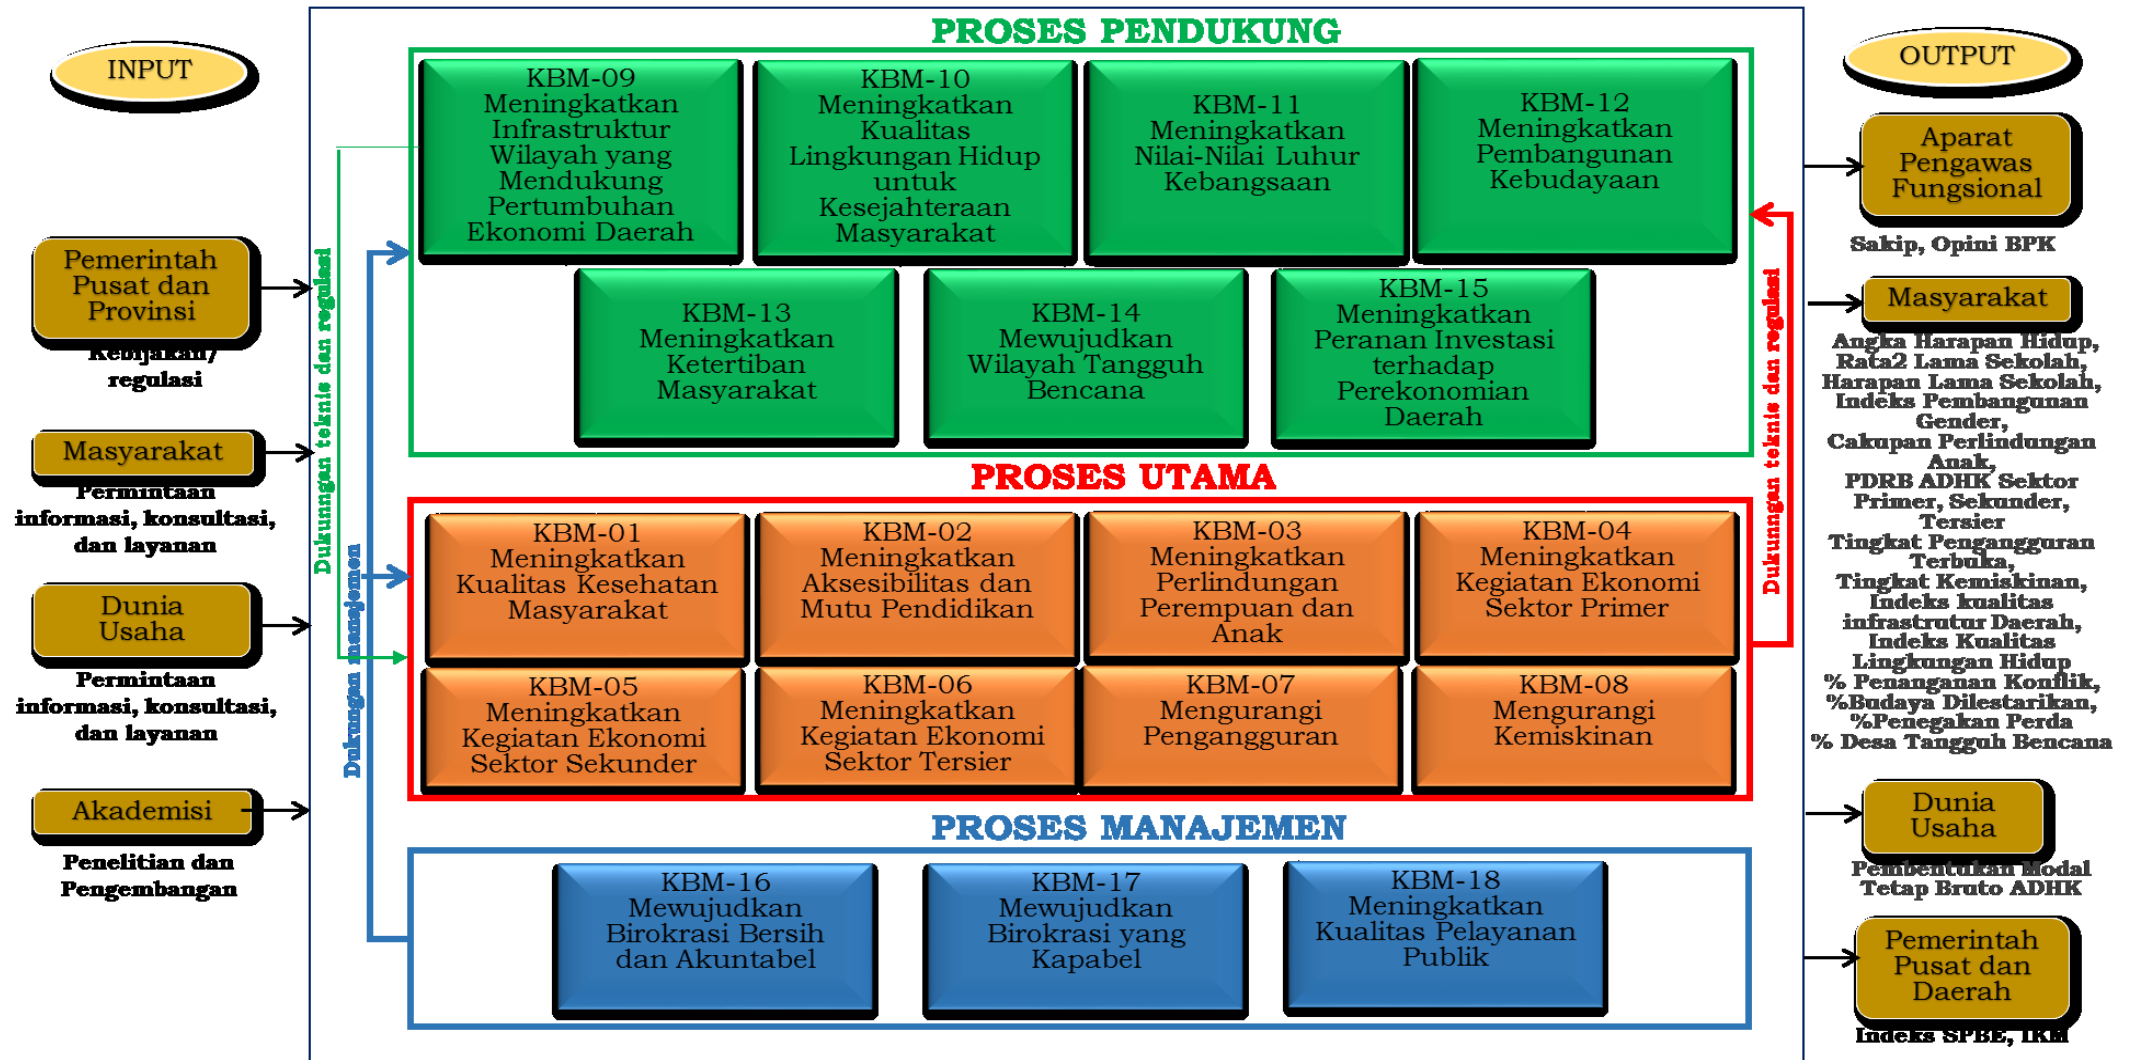 INPUT
Pemerintah
Pusat dan
Provinsi
Kebijakan/
regulasi
Masyarakat
Permintaan
informasi, konsultasi,
dan layanan
Dunia
Usaha
Permintaan
informasi, konsultasi,
dan layanan
Akademisi
Penelitian dan
Pengembangan
Dukunngan teknis dan regulasi
Dukungan manajemen
PROSES PENDUKUNG
KBM-09
Meningkatkan
Infrastruktur
Wilayah yang
Mendukung
Pertumbuhan
Ekonomi Daerah
KBM-10
Meningkatkan
Kualitas
Lingkungan Hidup
untuk
Kesejahteraan
Masyarakat
KBM-11
Meningkatkan
Nilai-Nilai Luhur
Kebangsaan
KBM-12
Meningkatkan
Pembangunan
Kebudayaan
KBM-13
Meningkatkan
Ketertiban
Masyarakat
KBM-14
Mewujudkan
Wilayah Tangguh
Bencana
KBM-15
Meningkatkan
Peranan Investasi
terhadap
Perekonomian
Daerah
PROSES UTAMA
KBM-01
Meningkatkan
Kualitas Kesehatan
Masyarakat
KBM-02
Meningkatkan
Aksesibilitas dan
Mutu Pendidikan
KBM-03
Meningkatkan
Perlindungan
Perempuan dan
Anak
KBM-04
Meningkatkan
Kegiatan Ekonomi
Sektor Primer
KBM-05
Meningkatkan
Kegiatan Ekonomi
Sektor Sekunder
KBM-06
Meningkatkan
Kegiatan Ekonomi
Sektor Tersier
KBM-07
Mengurangi
Pengangguran
KBM-08
Mengurangi
Kemiskinan
PROSES MANAJEMEN
KBM-16
Mewujudkan
Birokrasi Bersih
dan Akuntabel
KBM-17
Mewujudkan
Birokrasi yang
Kapabel
KBM-18
Meningkatkan
Kualitas Pelayanan
Publik
Dukunngan teknis dan regulasi
OUTPUT
Aparat
Pengawas
Fungsional
Sakip, Opini BPK
Masyarakat
Angka Harapan Hidup,
Rata2 Lama Sekolah,
Harapan Lama Sekolah,
Indeks Pembangunan
Gender,
Cakupan Perlindungan
Anak,
PDRB ADHK Sektor
Primer, Sekunder,
Tersier
Tingkat Pengangguran
Terbuka,
Tingkat Kemiskinan,
Indeks kualitas
infrastrutur Daerah,
Indeks Kualitas
Lingkungan Hidup
% Penanganan Konflik,
%Budaya Dilestarikan,
%Penegakan Perda
% Desa Tangguh Bencana
Dunia
Usaha
Pembentukan Modal
Tetap Bruto ADHK
Pemerintah
Pusat dan
Daerah
Indeks SPBE, IKM